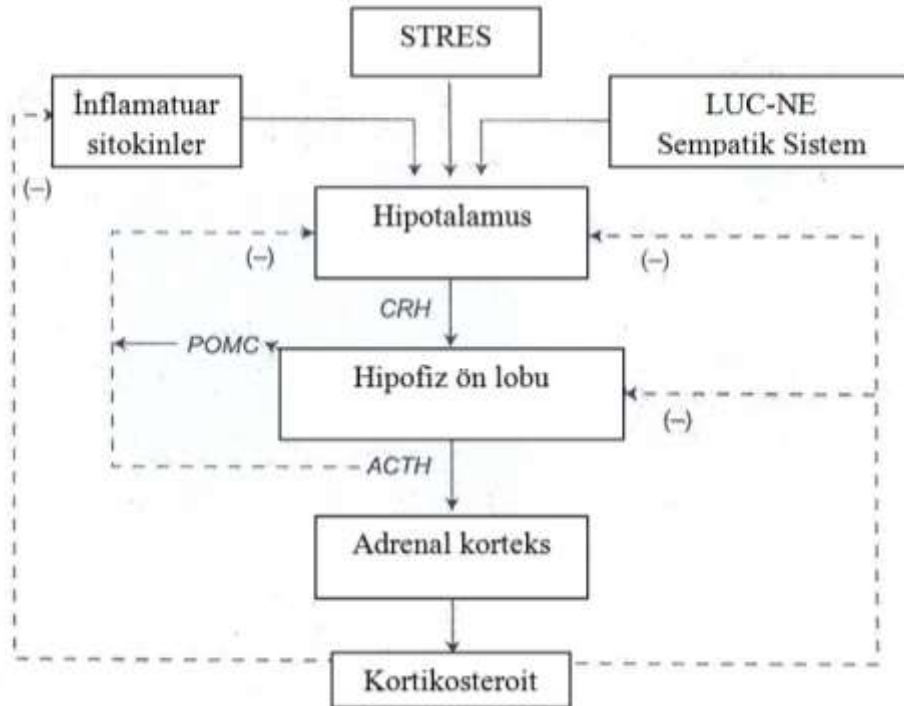 STRES
İnflamatuar
sitokinler
LUC-NE
Sempatik Sistem
(–)
Hipotalamus
(–)
(–)
CRH
POMC
Hipofiz ön lobu
(–)
ACTH
Adrenal korteks
Kortikosteroit